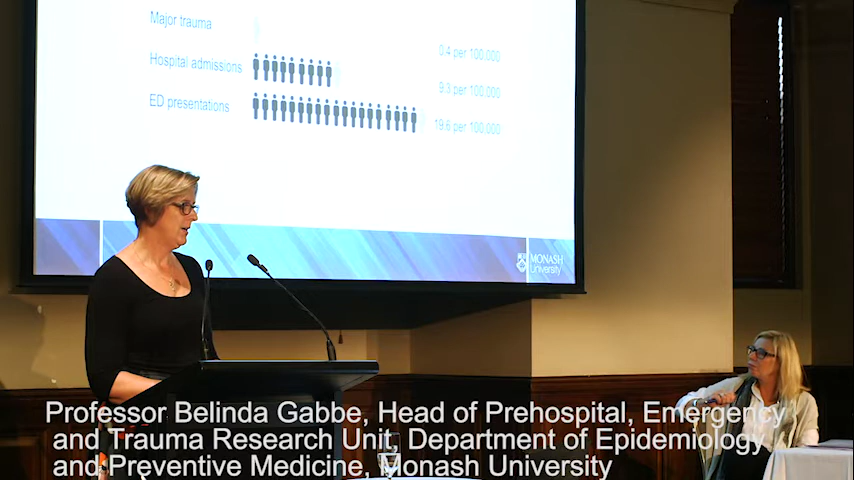 Major trauma
0.4 per 100,000
Hospital admissions
9.3 per 100,000
ED presentations
19.6 per 100,000
MONASH
University
Professor Belinda Gabbe, Head of Prehospital, Emergency
and Trauma Research Unit, Department of Epidemiology
and Preventive Medicine, Monash University